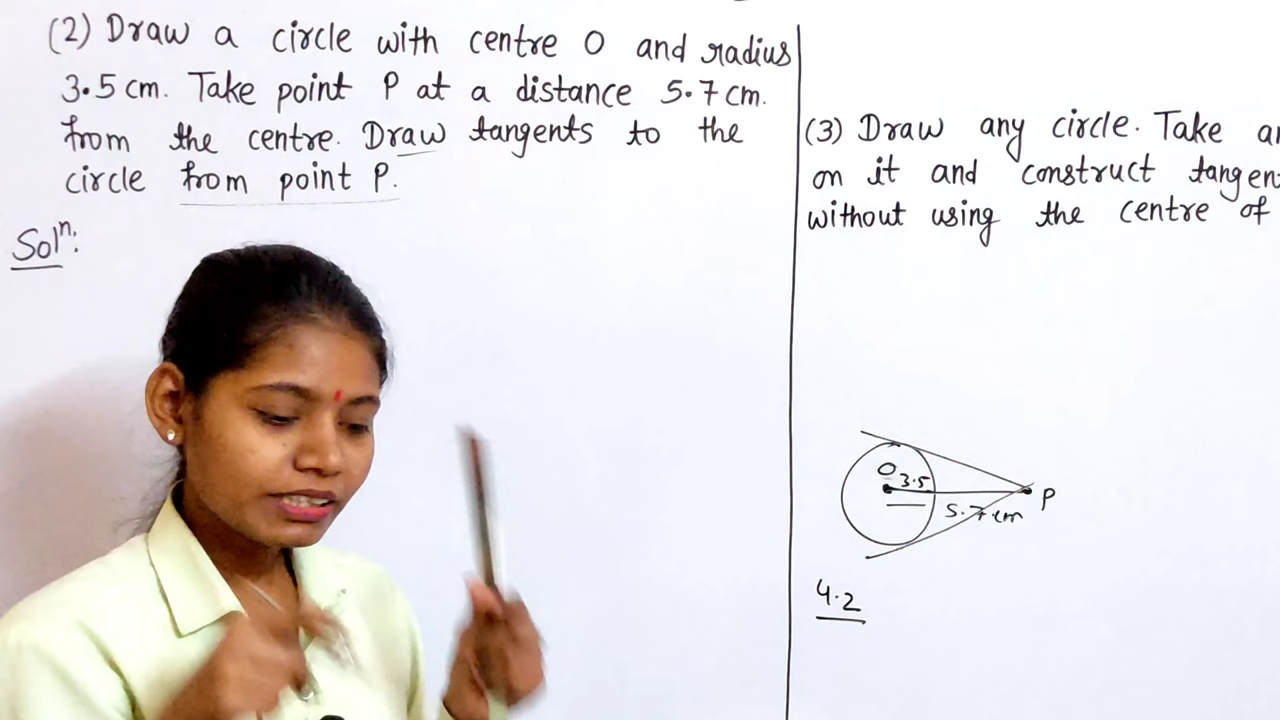 (2) Draw a circle with centre O and radius
3.5 cm. Take point P at a distance 5.7 cm.
from the centre. Draw tangents to the
circle from point P.
Solⁿ:
(3) Draw any circle. Take
on it and construct
without using the centre of
O
3.5
5.7 cm
P
4.2